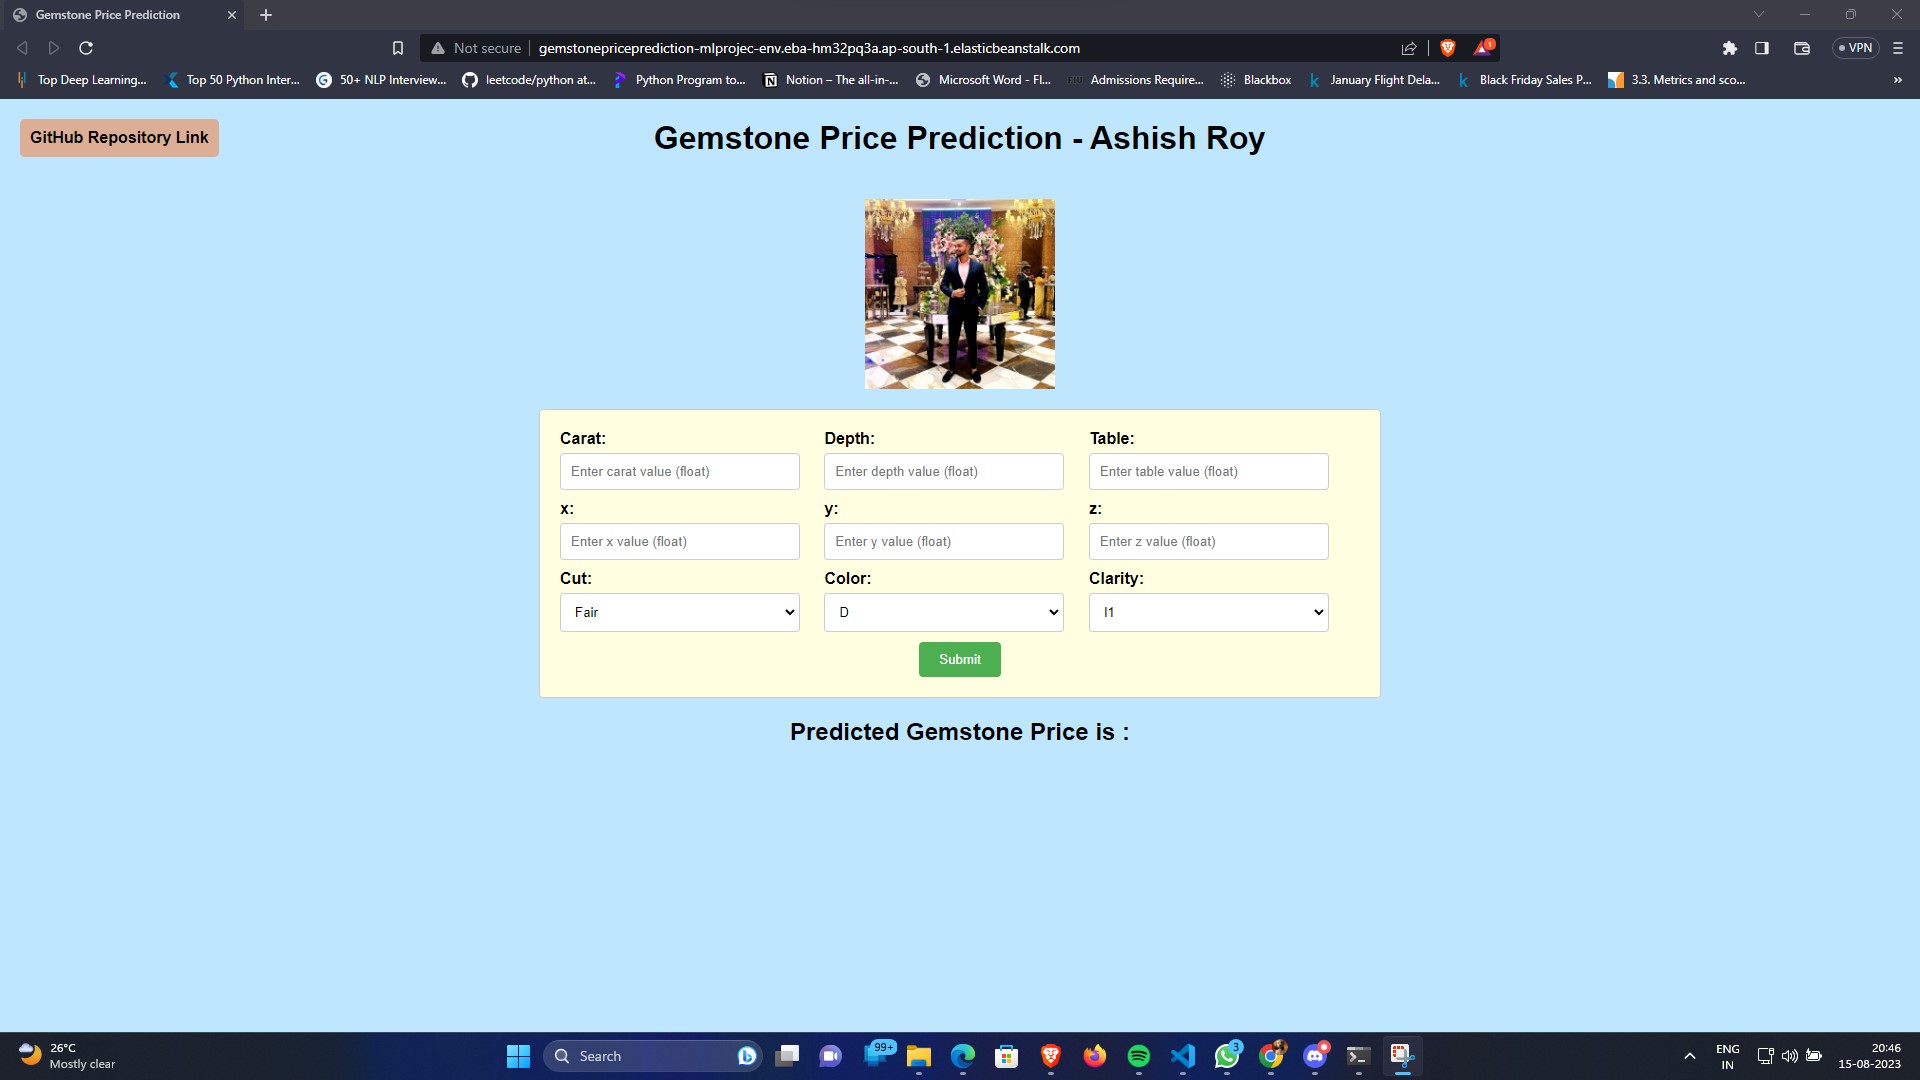 Gemstone Price Prediction
Not secure
gemstonepriceprediction-mlprojec-env.eba-hm32pq3a.ap-south-1.elasticbeanstalk.com
1
VPN
Top Deep Learning...
Top 50 Python Inter...
50+ NLP Interview...
leetcode/python at...
Python Program to...
Notion – The all-in-...
Microsoft Word - Fl...
Admissions Require...
Blackbox
January Flight Dela...
Black Friday Sales P...
3.3. Metrics and sco...
»
GitHub Repository Link
Gemstone Price Prediction - Ashish Roy
Carat: Depth: Table:
Enter carat value (float) Enter depth value (float) Enter table value (float)
x: y: z:
Enter x value (float) Enter y value (float) Enter z value (float)
Cut: Color: Clarity:
Fair D I1
Submit
Predicted Gemstone Price is :
26°C
Mostly clear
Search
99+
3
ENG
IN
20:46
15-08-2023